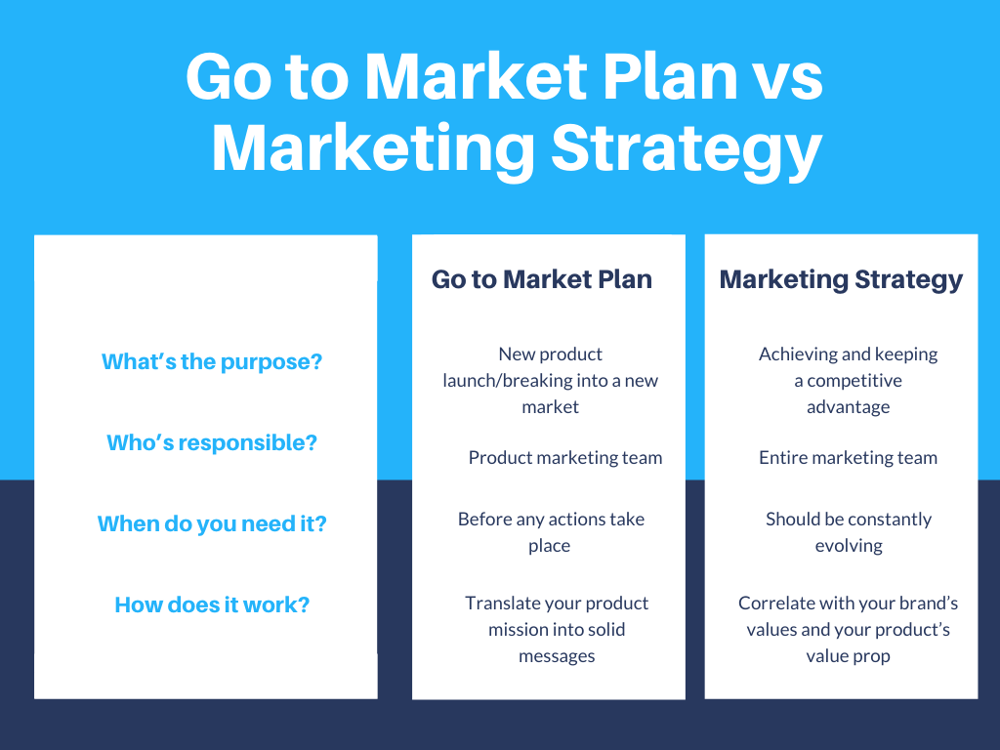 Go to Market Plan vs
Marketing Strategy
Go to Market Plan
Marketing Strategy
What’s the purpose?
New product
launch/breaking into a new
market
Achieving and keeping
a competitive
advantage
Who’s responsible?
Product marketing team
Entire marketing team
When do you need it?
Before any actions take
place
Should be constantly
evolving
How does it work?
Translate your product
mission into solid
messages
Correlate with your brand’s
values and your product’s
value prop